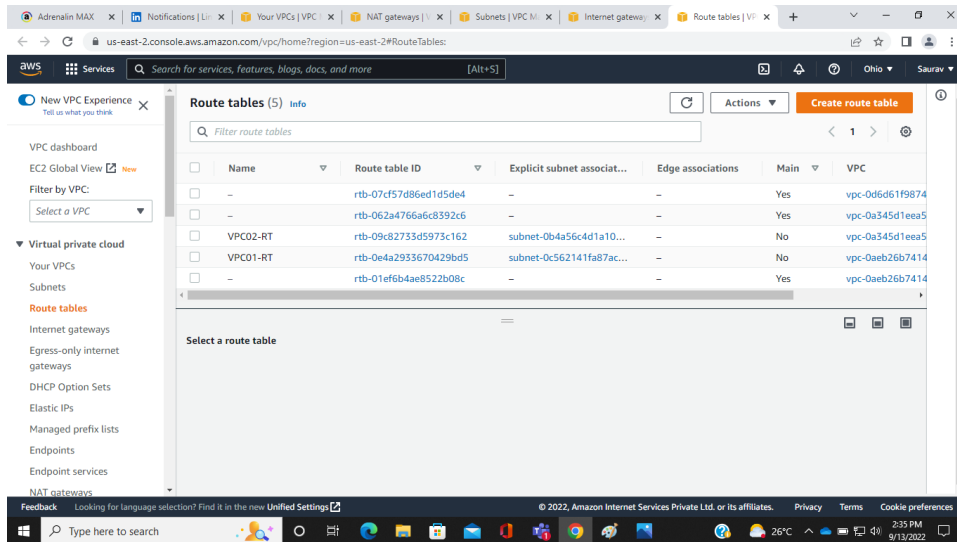 Adrenalin MAX
Notifications | Lin
Your VPCs | VPC
NAT gateways | V
Subnets | VPC M
Internet gateway
Route tables | VP
us-east-2.console.aws.amazon.com/vpc/home?region=us-east-2#RouteTables:
aws
Services
Search for services, features, blogs, docs, and more
[Alt+S]
Ohio
Saurav
New VPC Experience
Tell us what you think
VPC dashboard
EC2 Global View New
Filter by VPC:
Select a VPC
Virtual private cloud
Your VPCs
Subnets
Route tables
Internet gateways
Egress-only internet
gateways
DHCP Option Sets
Elastic IPs
Managed prefix lists
Endpoints
Endpoint services
NAT gateways
Route tables (5) Info
Actions
Create route table
Filter route tables
1
Name Route table ID Explicit subnet associat... Edge associations Main VPC
– rtb-07cf57d86ed1d5de4 – – Yes vpc-0d6d61f9874
– rtb-062a4766a6c8392c6 – – Yes vpc-0a345d1eea5
VPC02-RT rtb-09c82733d5973c162 subnet-0b4a56c4d1a10... – No vpc-0a345d1eea5
VPC01-RT rtb-0e4a2933670429bd5 subnet-0c562141fa87ac... – No vpc-0aeb26b7414
– rtb-01ef6b4ae8522b08c – – Yes vpc-0aeb26b7414
Select a route table
Feedback
Looking for language selection? Find it in the new Unified Settings
© 2022, Amazon Internet Services Private Ltd. or its affiliates.
Privacy
Terms
Cookie preferences
Type here to search
26°C
2:35 PM
9/13/2022